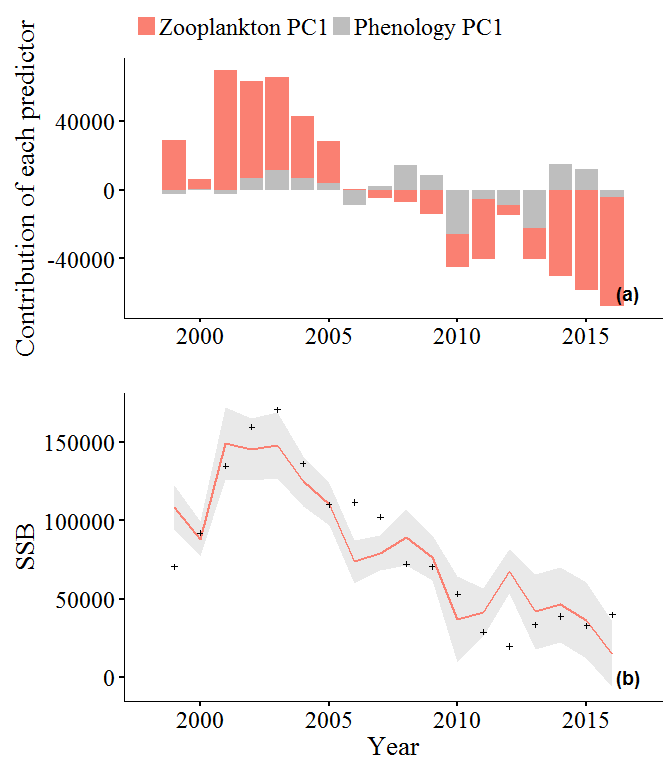 Zooplankton PC1 Phenology PC1
Contribution of each predictor
40000
0
-40000
(a)
2000 2005 2010 2015
SSB
150000
100000
50000
0
(b)
2000 2005 2010 2015
Year